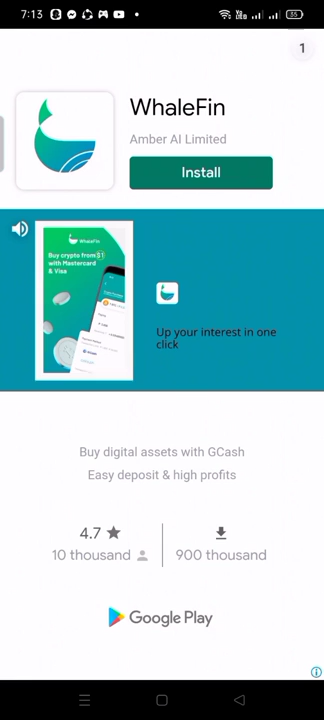 7:13
35
1
WhaleFin
Amber AI Limited
Install
WhaleFin
Buy crypto from $1
with Mastercard
& Visa
Up your interest in one
click
Buy digital assets with GCash
Easy deposit & high profits
4.7
10 thousand
900 thousand
Google Play